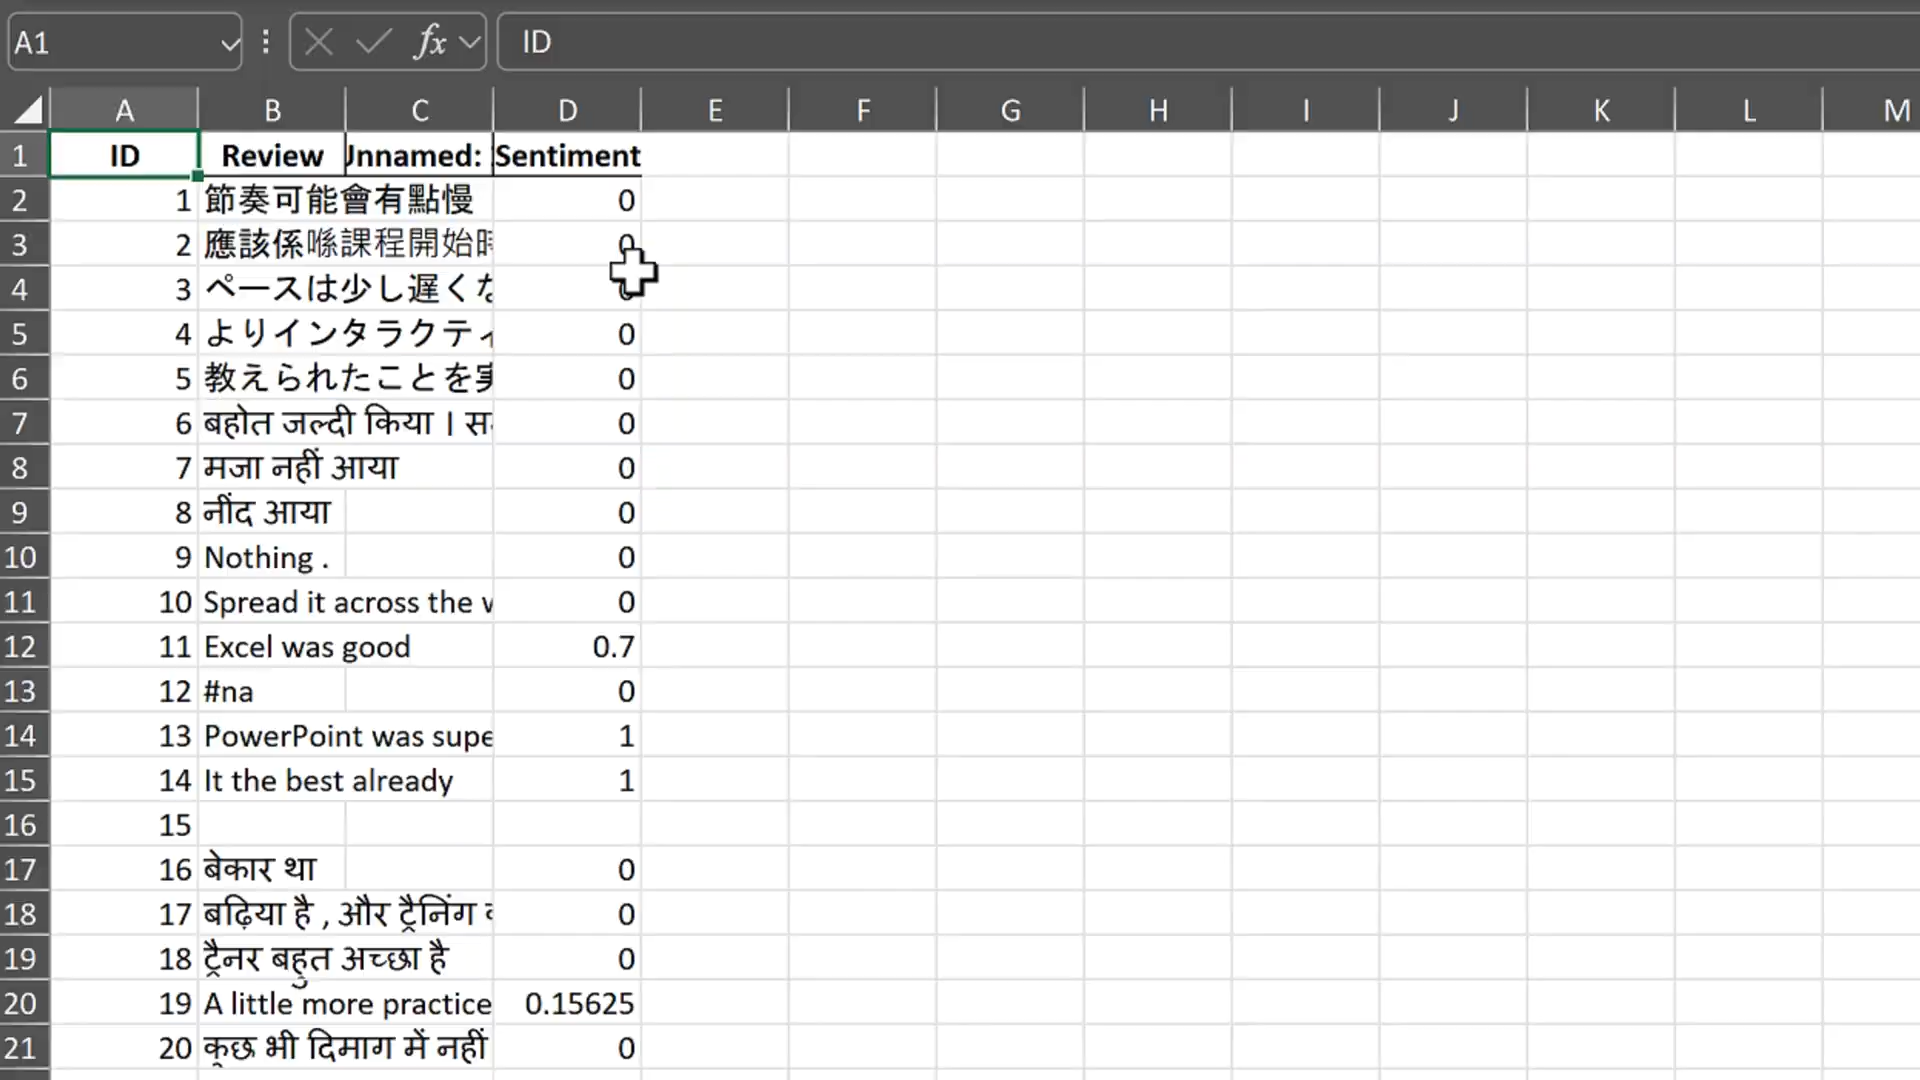 A1 fx ID
A B C D E F G H I J K L M
1 ID Review Unnamed: Sentiment
2 1 節奏可能會有點慢 0
3 2 應該係喺課程開始時 0
4 3 ペースは少し遅くな
5 4 よりインタラクティ 0
6 5 教えられたことを実 0
7 6 बहोत जल्दी किया । 0
8 7 मजा नहीं आया 0
9 8 नींद आया 0
10 9 Nothing . 0
11 10 Spread it across the 0
12 11 Excel was good 0.7
13 12 #na 0
14 13 PowerPoint was supe 1
15 14 It the best already 1
16 15
17 16 बेकार था 0
18 17 बढ़िया है , और ट्रैनिंग 0
19 18 ट्रैनर बहुत अच्छा है 0
20 19 A little more practice 0.15625
21 20 कुछ भी दिमाग में नहीं 0